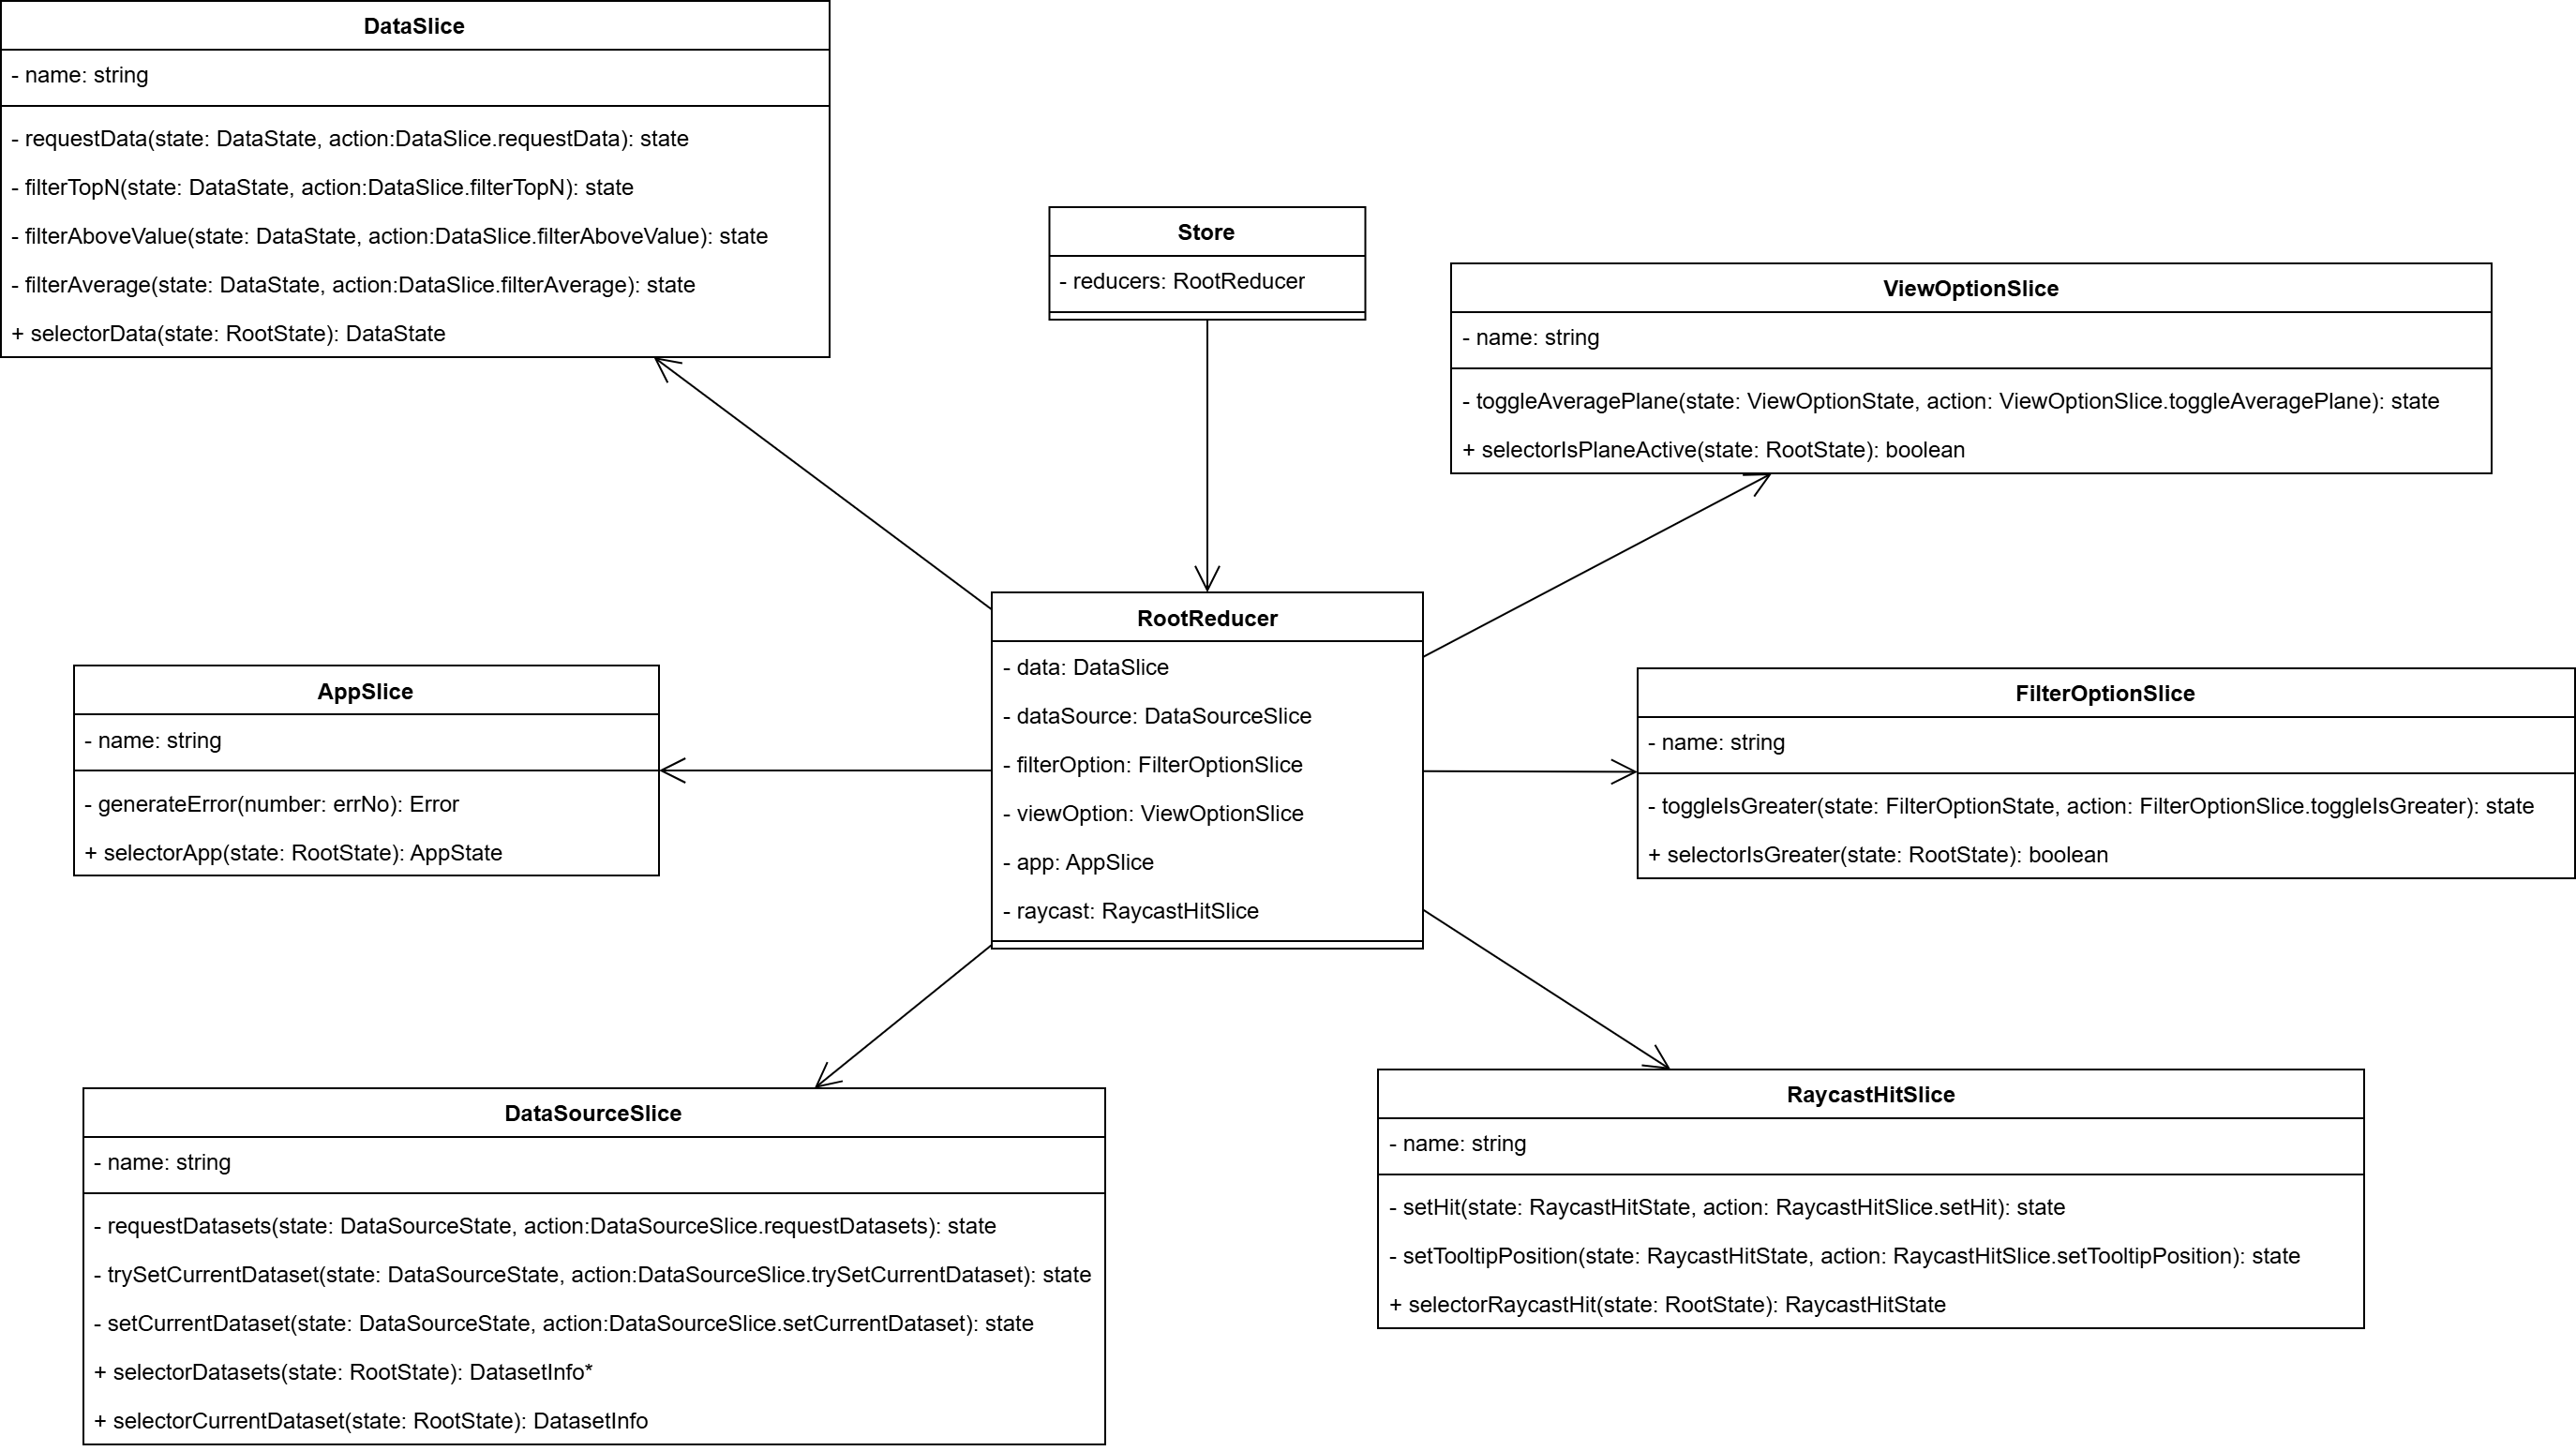 DataSlice
- name: string
- requestData(state: DataState, action:DataSlice.requestData): state
- filterTopN(state: DataState, action:DataSlice.filterTopN): state
- filterAboveValue(state: DataState, action:DataSlice.filterAboveValue): state
- filterAverage(state: DataState, action:DataSlice.filterAverage): state
+ selectorData(state: RootState): DataState
Store
- reducers: RootReducer
ViewOptionSlice
- name: string
- toggleAveragePlane(state: ViewOptionState, action: ViewOptionSlice.toggleAveragePlane): state
+ selectorIsPlaneActive(state: RootState): boolean
RootReducer
- data: DataSlice
- dataSource: DataSourceSlice
- filterOption: FilterOptionSlice
- viewOption: ViewOptionSlice
- app: AppSlice
- raycast: RaycastHitSlice
AppSlice
- name: string
- generateError(number: errNo): Error
+ selectorApp(state: RootState): AppState
FilterOptionSlice
- name: string
- toggleIsGreater(state: FilterOptionState, action: FilterOptionSlice.toggleIsGreater): state
+ selectorIsGreater(state: RootState): boolean
DataSourceSlice
- name: string
- requestDatasets(state: DataSourceState, action:DataSourceSlice.requestDatasets): state
- trySetCurrentDataset(state: DataSourceState, action:DataSourceSlice.trySetCurrentDataset): state
- setCurrentDataset(state: DataSourceState, action:DataSourceSlice.setCurrentDataset): state
+ selectorDatasets(state: RootState): DatasetInfo*
+ selectorCurrentDataset(state: RootState): DatasetInfo
RaycastHitSlice
- name: string
- setHit(state: RaycastHitState, action: RaycastHitSlice.setHit): state
- setTooltipPosition(state: RaycastHitState, action: RaycastHitSlice.setTooltipPosition): state
+ selectorRaycastHit(state: RootState): RaycastHitState